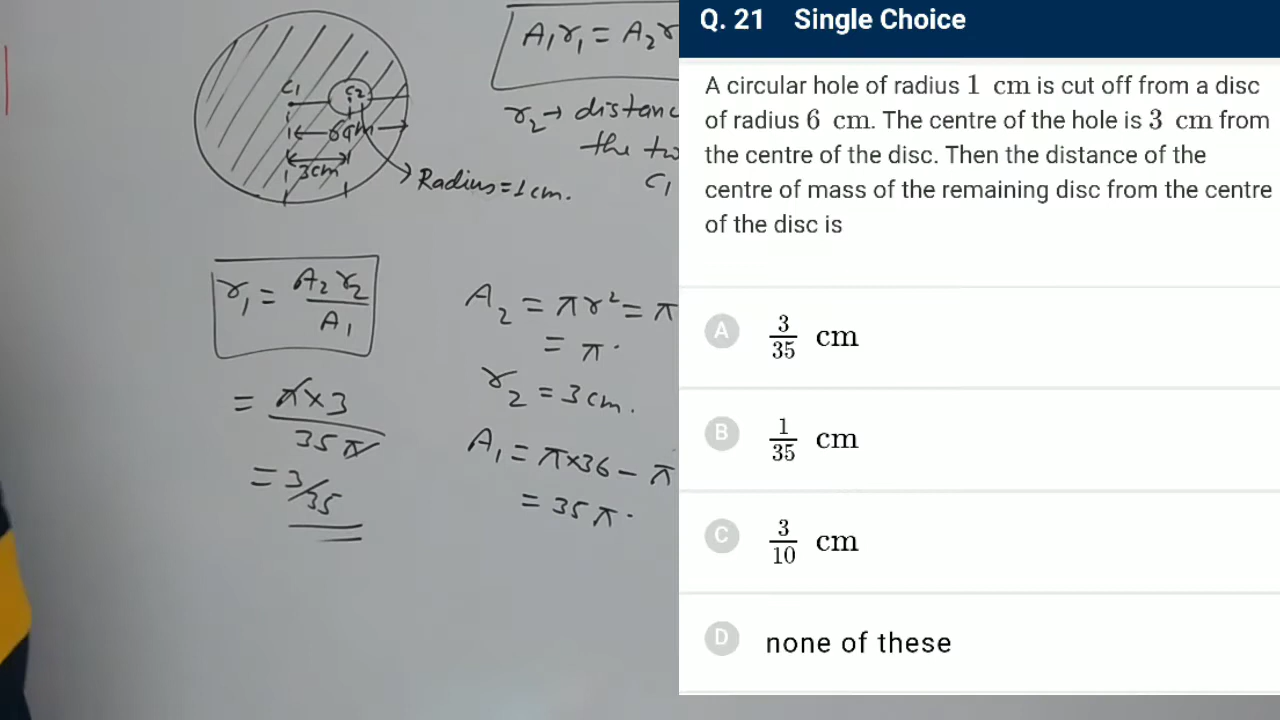 C₁
C₂
6cm
3cm
Radius=1cm.
A₁r₁ = A₂r
r₂ → distanc
the tw
C₁
r₁ = A₂ r₂ / A₁
= π×3 / 35π
= 3/35
A₂ = πr² = π
= π.
r₂ = 3cm.
A₁ = π×36 − π
= 35π.
Q. 21 Single Choice
A circular hole of radius 1 cm is cut off from a disc
of radius 6 cm. The centre of the hole is 3 cm from
the centre of the disc. Then the distance of the
centre of mass of the remaining disc from the centre
of the disc is
A 3/35 cm
B 1/35 cm
C 3/10 cm
D none of these